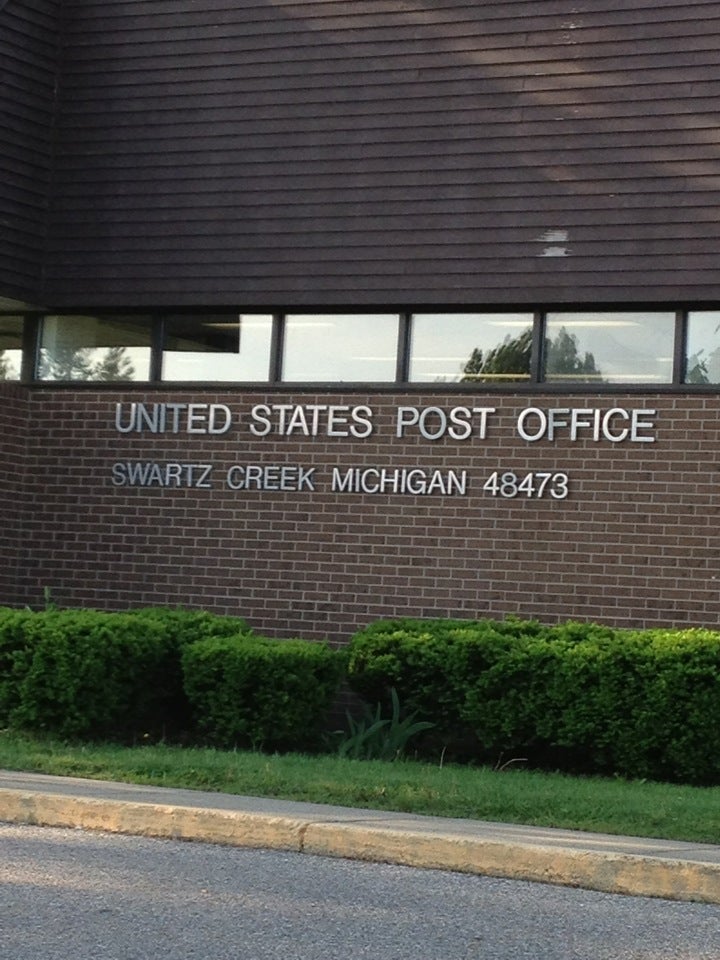 UNITED STATES POST OFFICE
SWARTZ CREEK MICHIGAN 48473